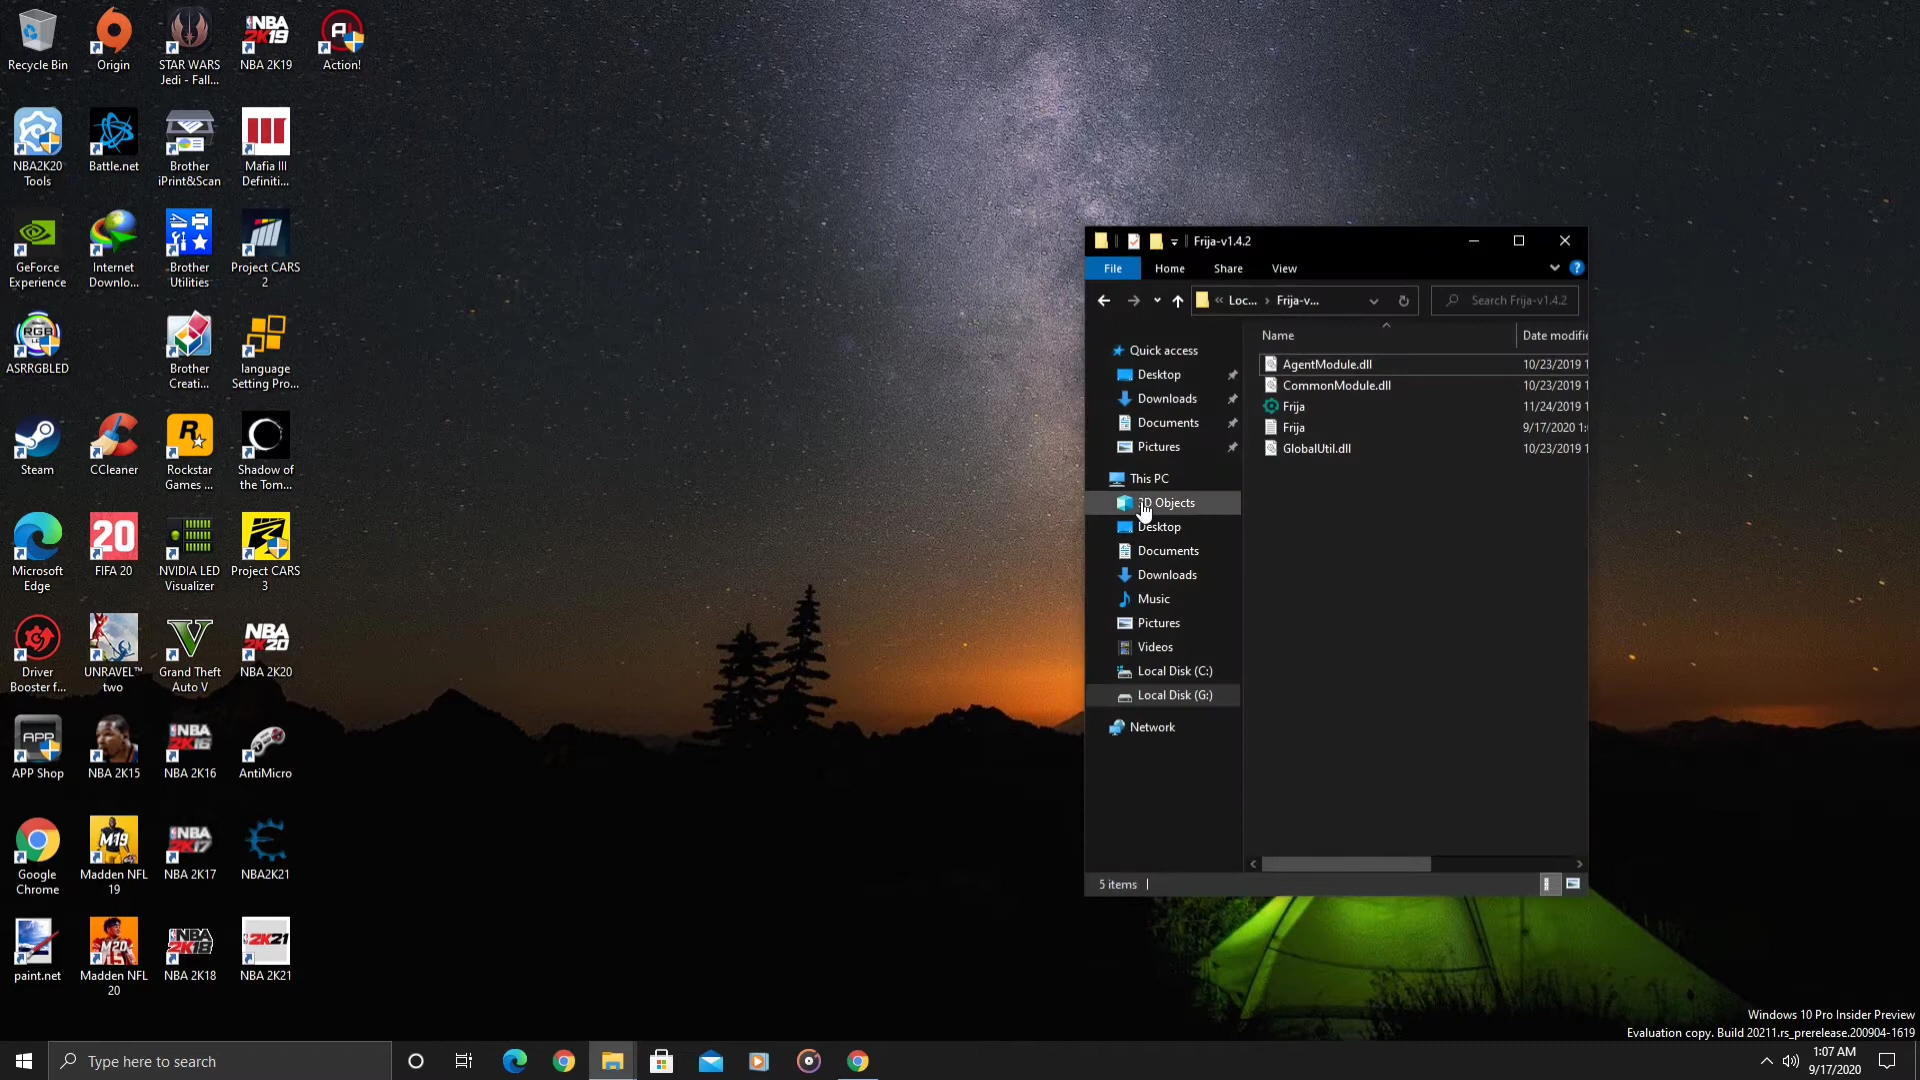 Recycle Bin
Origin
STAR WARS
Jedi - Fall...
NBA 2K19
Action!
NBA2K20
Tools
Battle.net
Brother
iPrint&Scan
Mafia III
Definiti...
GeForce
Experience
Internet
Downlo...
Brother
Utilities
Project CARS
2
ASRRGBLED
Brother
Creati...
language
Setting Pro...
Steam
CCleaner
Rockstar
Games ...
Shadow of
the Tom...
Microsoft
Edge
FIFA 20
NVIDIA LED
Visualizer
Project CARS
3
Driver
Booster f...
UNRAVEL™
two
Grand Theft
Auto V
NBA 2K20
APP Shop
NBA 2K15
NBA 2K16
AntiMicro
Google
Chrome
Madden NFL
19
NBA 2K17
NBA2K21
paint.net
Madden NFL
20
NBA 2K18
NBA 2K21
Frija-v1.4.2
File Home Share View
« Loc... › Frija-v...
Search Frija-v1.4.2
Name Date modifie
Quick access
Desktop
Downloads
Documents
Pictures
This PC
3D Objects
Desktop
Documents
Downloads
Music
Pictures
Videos
Local Disk (C:)
Local Disk (G:)
Network
AgentModule.dll 10/23/2019 1
CommonModule.dll 10/23/2019 1
Frija 11/24/2019 1
Frija 9/17/2020 1:
GlobalUtil.dll 10/23/2019 1
5 items
Windows 10 Pro Insider Preview
Evaluation copy. Build 20211.rs_prerelease.200904-1619
Type here to search
1:07 AM
9/17/2020